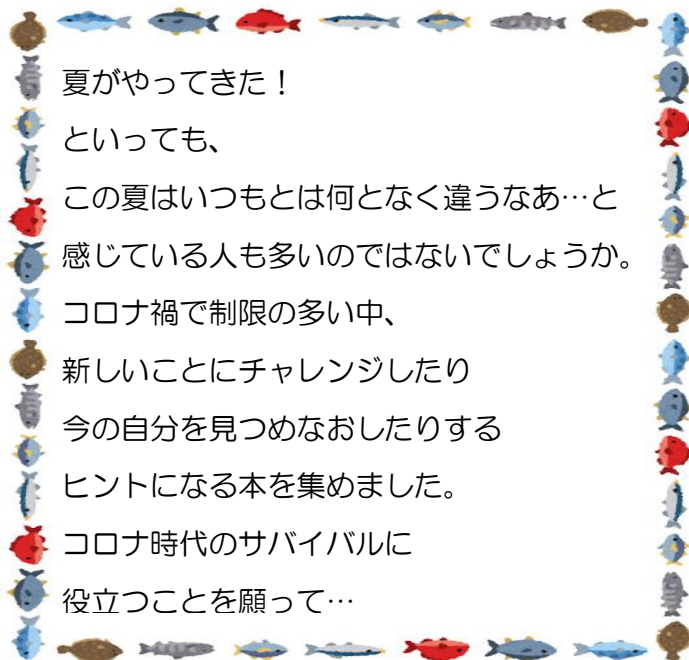 夏がやってきた！
といっても、
この夏はいつもとは何となく違うなあ…と
感じている人も多いのではないでしょうか。
コロナ禍で制限の多い中、
新しいことにチャレンジしたり
今の自分を見つめなおしたりする
ヒントになる本を集めました。
コロナ時代のサバイバルに
役立つことを願って…